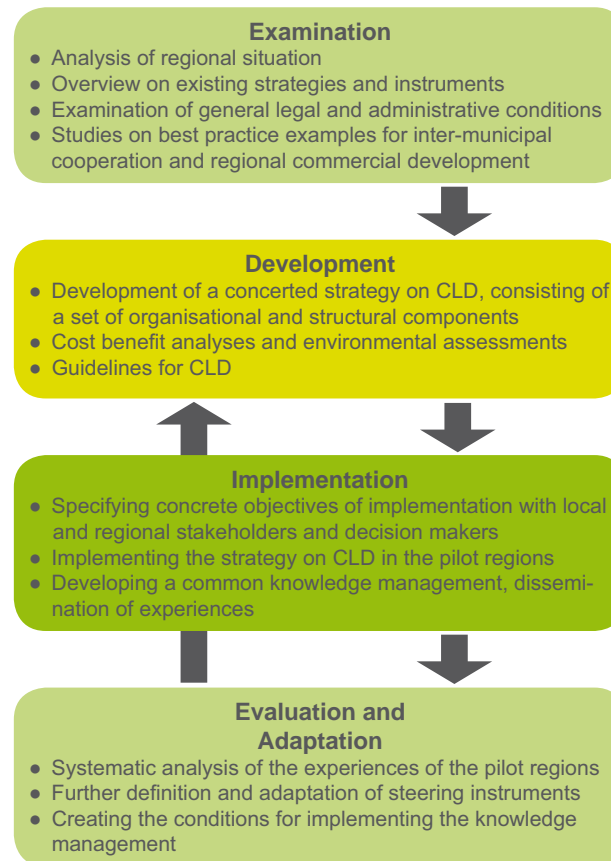 Examination
● Analysis of regional situation
● Overview on existing strategies and instruments
● Examination of general legal and administrative conditions
● Studies on best practice examples for inter-municipal
cooperation and regional commercial development
Development
● Development of a concerted strategy on CLD, consisting of
a set of organisational and structural components
● Cost benefit analyses and environmental assessments
● Guidelines for CLD
Implementation
● Specifying concrete objectives of implementation with local
and regional stakeholders and decision makers
● Implementing the strategy on CLD in the pilot regions
● Developing a common knowledge management, dissemi-
nation of experiences
Evaluation and
Adaptation
● Systematic analysis of the experiences of the pilot regions
● Further definition and adaptation of steering instruments
● Creating the conditions for implementing the knowledge
management